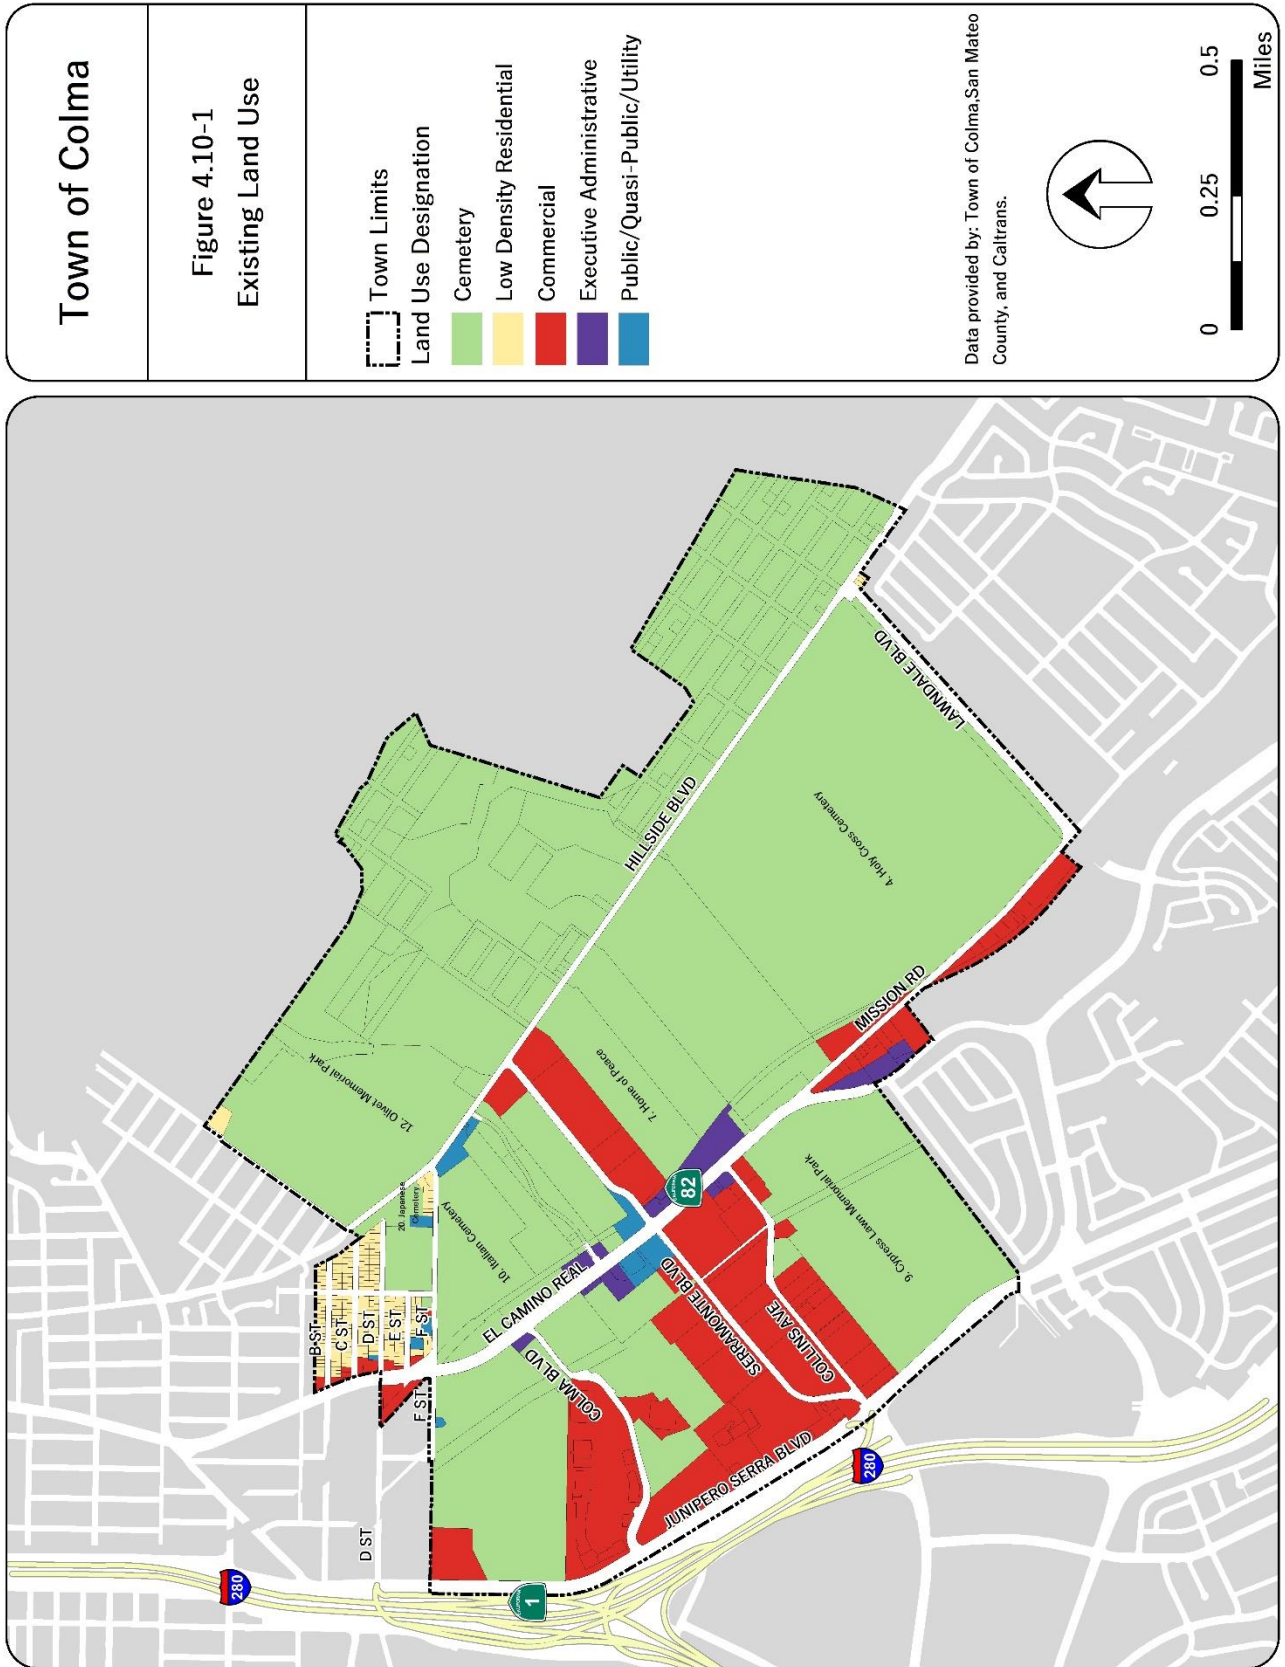 Town of Colma
Figure 4.10-1
Existing Land Use
Town Limits
Land Use Designation
Cemetery
Low Density Residential
Commercial
Executive Administrative
Public/Quasi-Public/Utility
Data provided by: Town of Colma,San Mateo
County, and Caltrans.
0
0.25
0.5
Miles
280
D ST
B ST
C ST
D ST
E ST
F ST
F ST
20. Japanese
Cemetery
12. Olivet Memorial Park
10. Italian Cemetery
EL CAMINO REAL
COLMA BLVD
CALIFORNIA
1
JUNIPERO SERRA BLVD
SERRAMONTE BLVD
COLLINS AVE
280
CALIFORNIA
82
7. Home of Peace
HILLSIDE BLVD
4. Holy Cross Cemetery
9. Cypress Lawn Memorial Park
MISSION RD
LAWNDALE BLVD